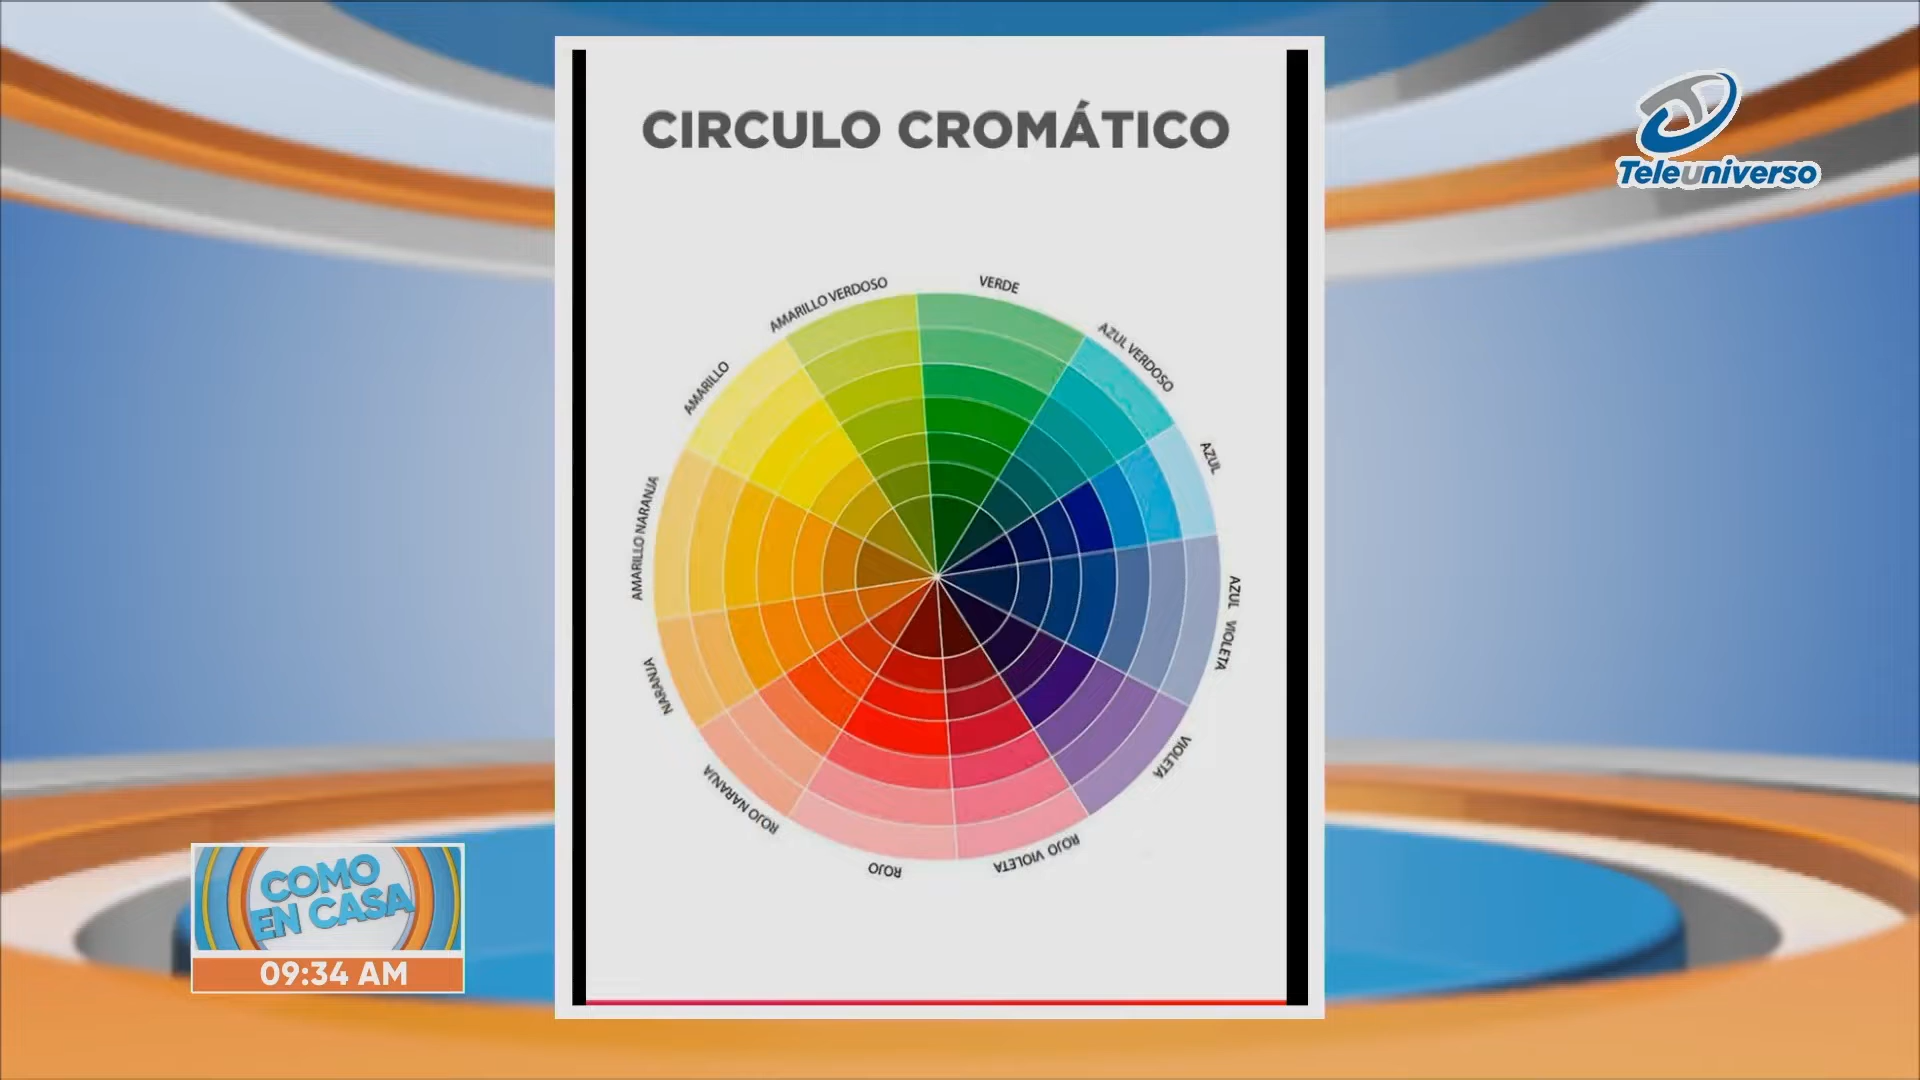 CIRCULO CROMÁTICO
Teleuniverso
AMARILLO VERDOSO
VERDE
AZUL VERDOSO
AMARILLO
AZUL
AMARILLO NARANJA
AZUL VIOLETA
NARANJA
VIOLETA
ROJO NARANJA
ROJO
ROJO VIOLETA
COMO
EN CASA
09:34 AM